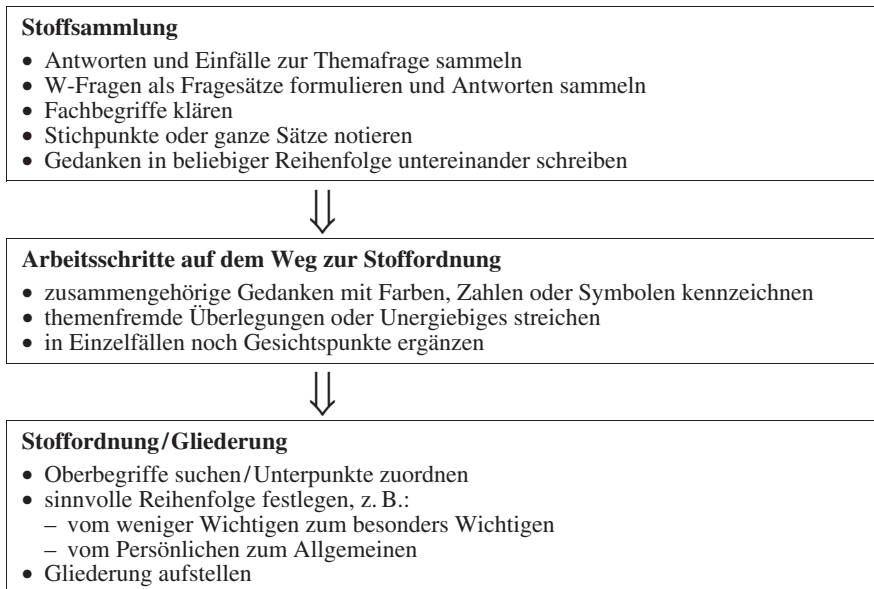 Stoffsammlung
• Antworten und Einfälle zur Themafrage sammeln
• W-Fragen als Fragesätze formulieren und Antworten sammeln
• Fachbegriffe klären
• Stichpunkte oder ganze Sätze notieren
• Gedanken in beliebiger Reihenfolge untereinander schreiben
Arbeitsschritte auf dem Weg zur Stoffordnung
• zusammengehörige Gedanken mit Farben, Zahlen oder Symbolen kennzeichnen
• themenfremde Überlegungen oder Unergiebiges streichen
• in Einzelfällen noch Gesichtspunkte ergänzen
Stoffordnung/Gliederung
• Oberbegriffe suchen/Unterpunkte zuordnen
• sinnvolle Reihenfolge festlegen, z. B.:
– vom weniger Wichtigen zum besonders Wichtigen
– vom Persönlichen zum Allgemeinen
• Gliederung aufstellen